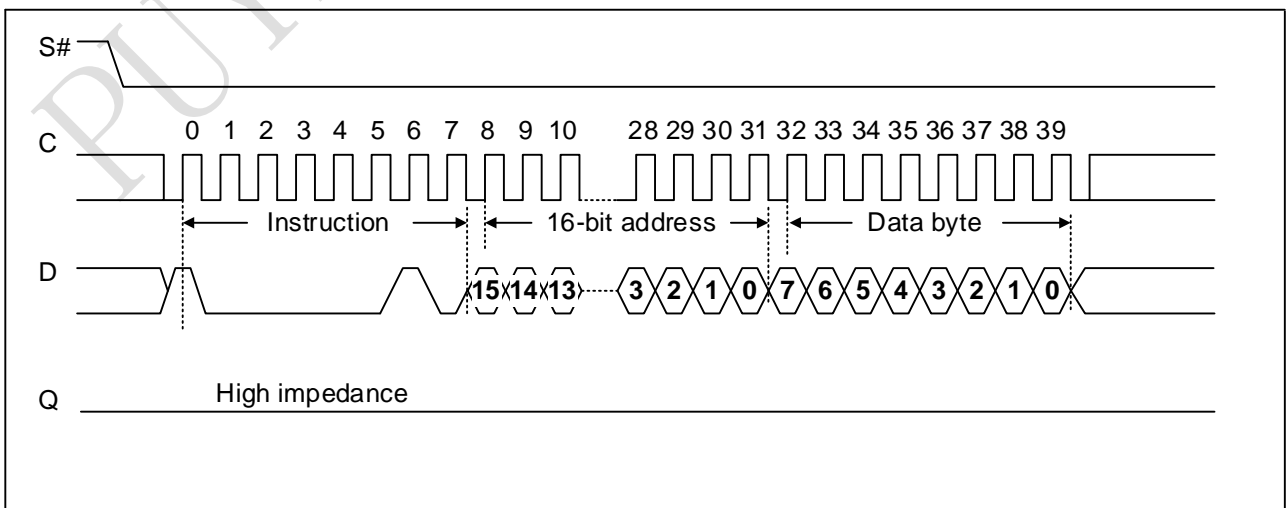 PUY
S#
C
0 1 2 3 4 5 6 7 8 9 10 28 29 30 31 32 33 34 35 36 37 38 39
Instruction 16-bit address Data byte
D
15 14 13 3 2 1 0 7 6 5 4 3 2 1 0
Q High impedance